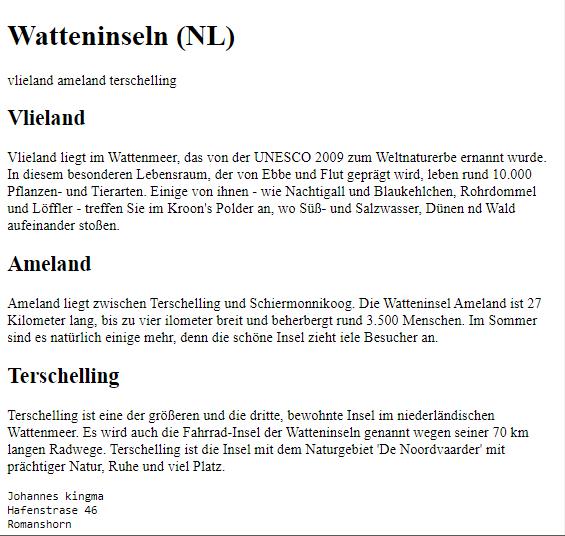 Watteninseln (NL)
vlieland ameland terschelling
Vlieland
Vlieland liegt im Wattenmeer, das von der UNESCO 2009 zum Weltnaturerbe ernannt wurde.
In diesem besonderen Lebensraum, der von Ebbe und Flut geprägt wird, leben rund 10.000
Pflanzen- und Tierarten. Einige von ihnen - wie Nachtigall und Blaukehlchen, Rohrdommel
und Löffler - treffen Sie im Kroon's Polder an, wo Süß- und Salzwasser, Dünen nd Wald
aufeinander stoßen.
Ameland
Ameland liegt zwischen Terschelling und Schiermonnikoog. Die Watteninsel Ameland ist 27
Kilometer lang, bis zu vier ilometer breit und beherbergt rund 3.500 Menschen. Im Sommer
sind es natürlich einige mehr, denn die schöne Insel zieht iele Besucher an.
Terschelling
Terschelling ist eine der größeren und die dritte, bewohnte Insel im niederländischen
Wattenmeer. Es wird auch die Fahrrad-Insel der Watteninseln genannt wegen seiner 70 km
langen Radwege. Terschelling ist die Insel mit dem Naturgebiet 'De Noordvaarder' mit
prächtiger Natur, Ruhe und viel Platz.
Johannes kingma
Hafenstrase 46
Romanshorn